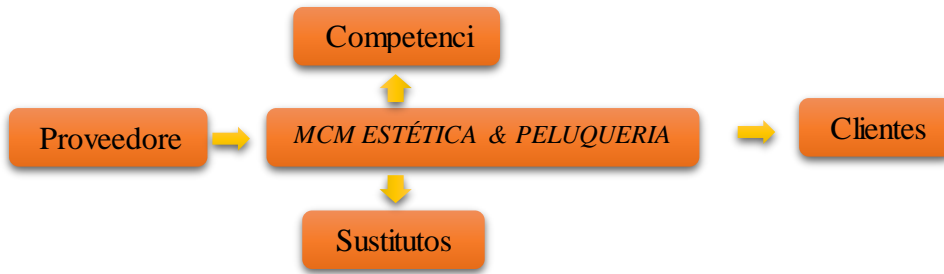 Competenci
Proveedore
MCM ESTÉTICA & PELUQUERIA
Clientes
Sustitutos